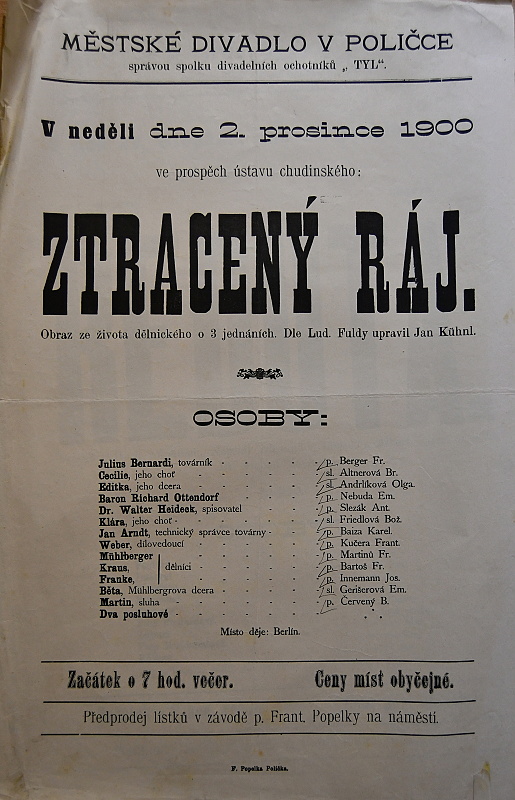 MĚSTSKÉ DIVADLO V POLIČCE
správou spolku divadelních ochotníků „TYL“.
V neděli dne 2. prosince 1900
ve prospěch ústavu chudinského:
ZTRACENÝ RÁJ.
Obraz ze života dělnického o 3 jednáních. Dle Lud. Fuldy upravil Jan Kühnl.
OSOBY:
Julius Bernardi, továrník - - - - - p. Berger Fr.
Cecilie, jeho choť - - - - - sl. Altnerová Br.
Editka, jeho dcera - - - - - sl. Andrlíková Olga.
Baron Richard Ottendorf - - - - - p. Nebuda Em.
Dr. Walter Heideck, spisovatel - - - - p. Slezák Ant.
Klára, jeho choť - - - - - - sl. Friedlová Bož.
Jan Arndt, technický správce továrny - - - p. Baiza Karel.
Weber, dílovedoucí - - - - - p. Kučera Frant.
Mühlberger - - - - p. Martinů Fr.
Kraus, dělníci - - - - - p. Bartoš Fr.
Franke, - - - - p. Innemann Jos.
Běta, Mühlbergrova dcera - - - - - sl. Gerišerová Em.
Martin, sluha - - - - - - p. Červený B.
Dva posluhové - - - - - - . .
Místo děje: Berlín.
Začátek o 7 hod. večer. Ceny míst obyčejné.
Předprodej lístků v závodě p. Frant. Popelky na náměstí.
F. Popelka Polička.